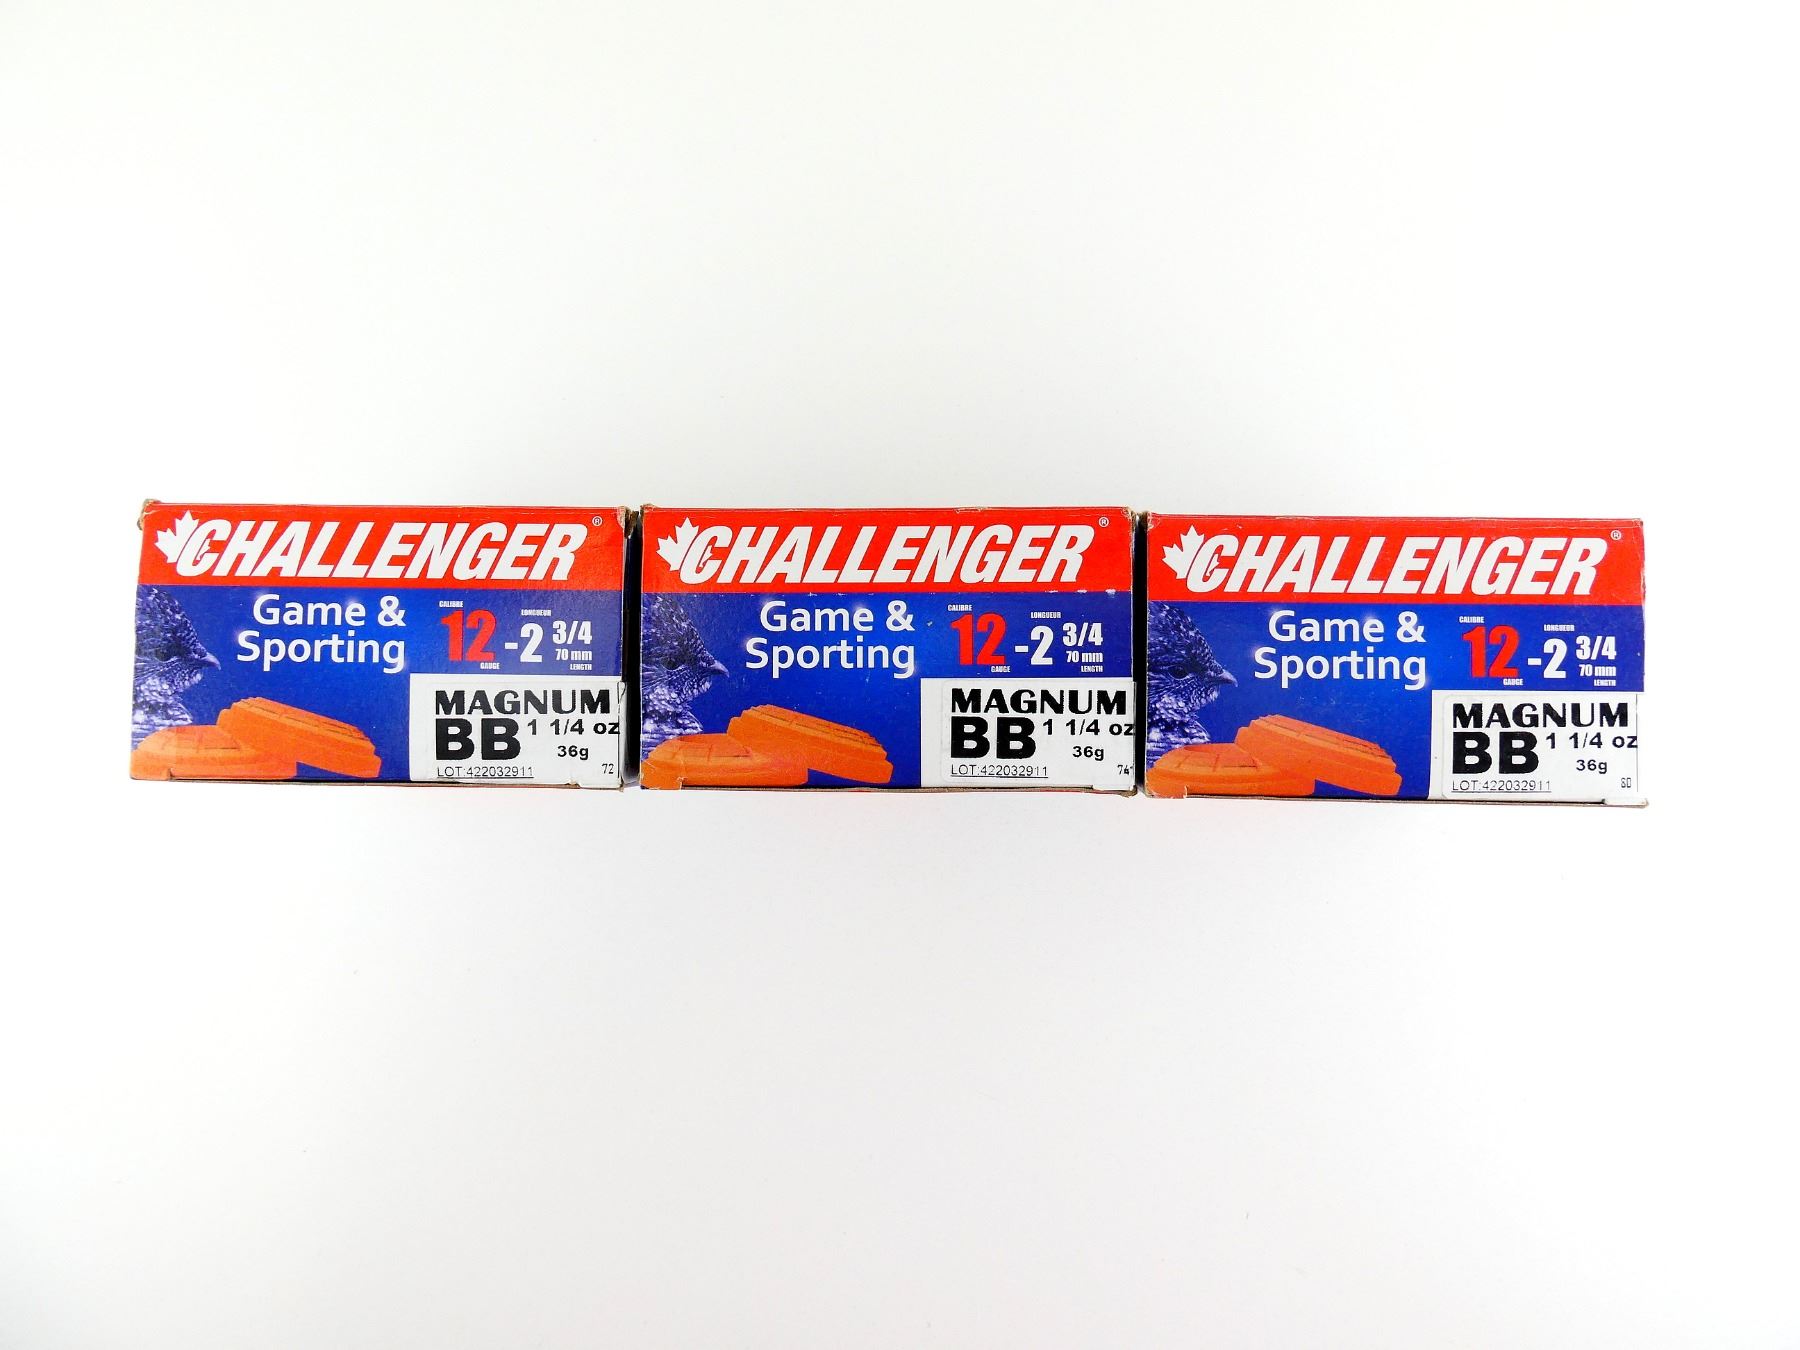 CHALLENGER®
Game &
Sporting
CALIBRE
12
GAUGE
-2 3/4
LONGUEUR
70 mm
LENGTH
MAGNUM
BB 1 1/4 oz
36g
LOT:422032911 72
CHALLENGER®
Game &
Sporting
CALIBRE
12
GAUGE
-2 3/4
LONGUEUR
70 mm
LENGTH
MAGNUM
BB 1 1/4 oz
36g
LOT:422032911 74
CHALLENGER®
Game &
Sporting
CALIBRE
12
GAUGE
-2 3/4
LONGUEUR
70 mm
LENGTH
MAGNUM
BB 1 1/4 oz
36g
LOT:422032911